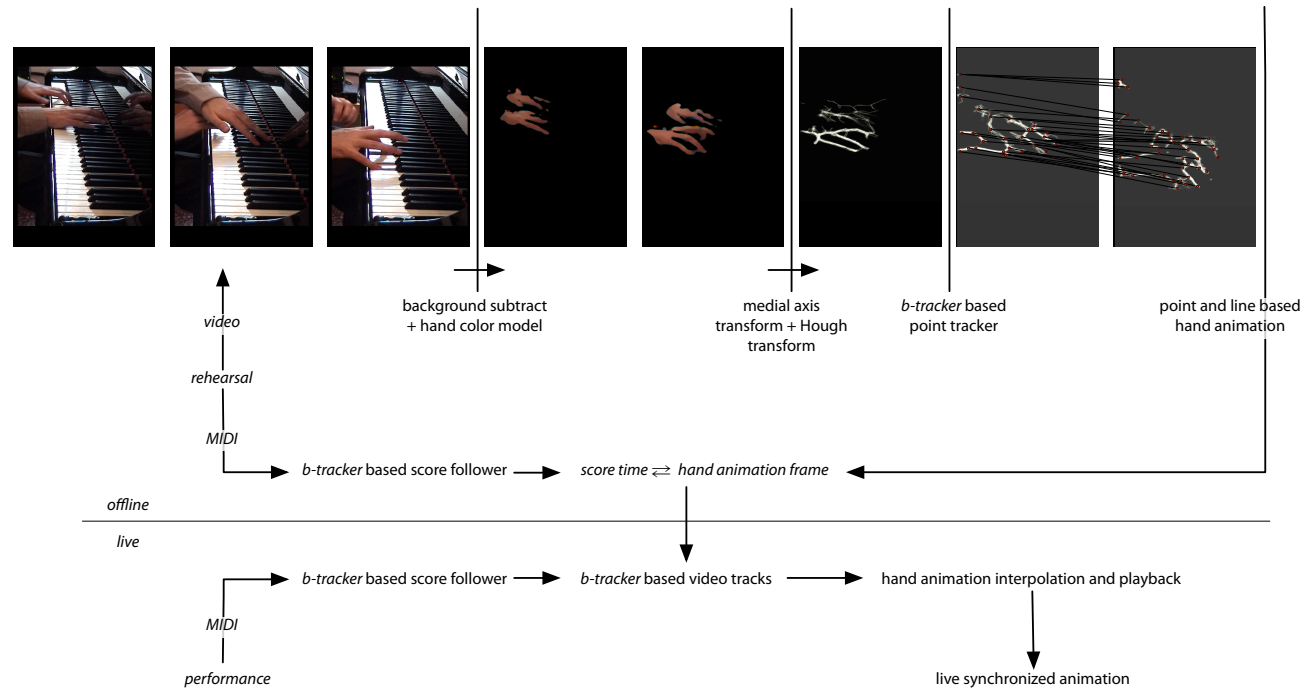 background subtract
+ hand color model
medial axis
transform + Hough
transform
b-tracker based
point tracker
point and line based
hand animation
video
rehearsal
MIDI
b-tracker based score follower
score time ⇄ hand animation frame
offline
live
b-tracker based score follower
b-tracker based video tracks
hand animation interpolation and playback
MIDI
performance
live synchronized animation